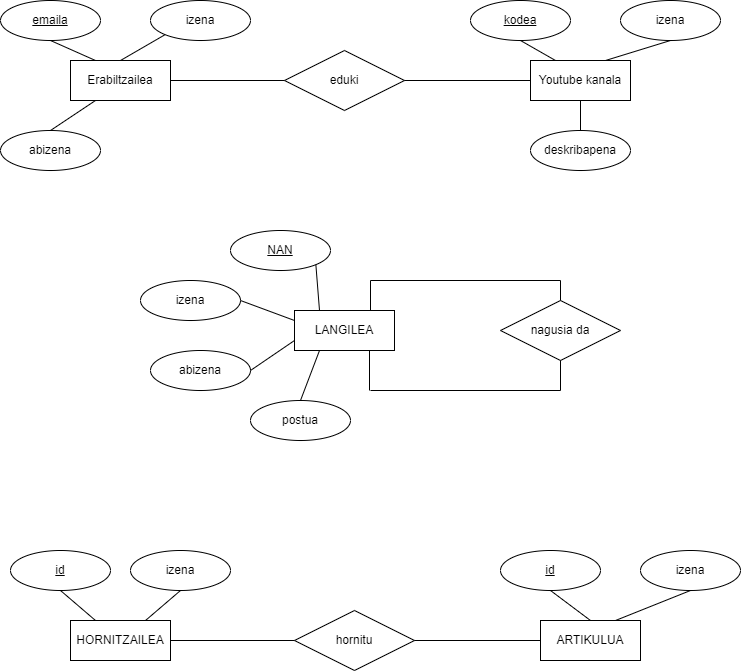 emaila
izena
kodea
izena
Erabiltzailea
eduki
Youtube kanala
abizena
deskribapena
NAN
izena
LANGILEA
nagusia da
abizena
postua
id
izena
id
izena
HORNITZAILEA
hornitu
ARTIKULUA